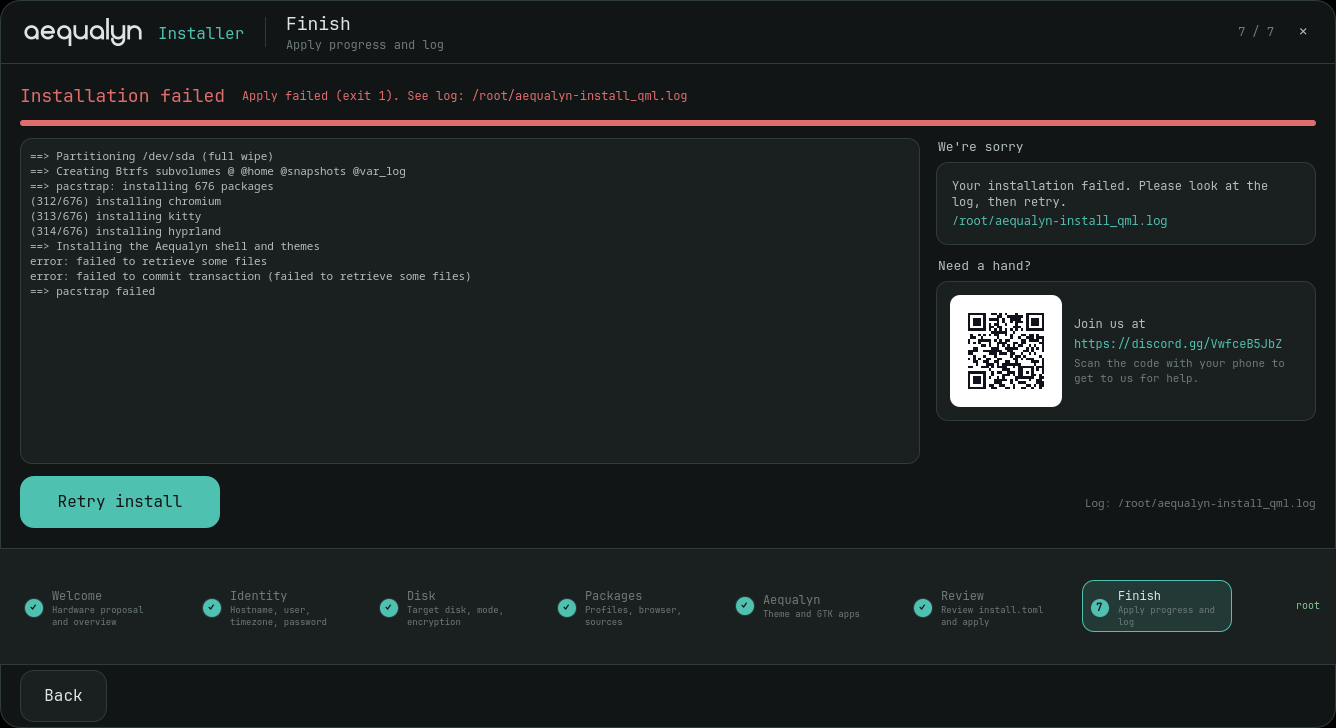 aequalyn Installer
Finish
Apply progress and log
7 / 7
×
Installation failed
Apply failed (exit 1). See log: /root/aequalyn-install_qml.log
==> Partitioning /dev/sda (full wipe)
==> Creating Btrfs subvolumes @ @home @snapshots @var_log
==> pacstrap: installing 676 packages
(312/676) installing chromium
(313/676) installing kitty
(314/676) installing hyprland
==> Installing the Aequalyn shell and themes
error: failed to retrieve some files
error: failed to commit transaction (failed to retrieve some files)
==> pacstrap failed
We're sorry
Your installation failed. Please look at the
log, then retry.
/root/aequalyn-install_qml.log
Need a hand?
Join us at
https://discord.gg/VwfceB5JbZ
Scan the code with your phone to
get to us for help.
Retry install
Log: /root/aequalyn-install_qml.log
Welcome
Hardware proposal
and overview
Identity
Hostname, user,
timezone, password
Disk
Target disk, mode,
encryption
Packages
Profiles, browser,
sources
Aequalyn
Theme and GTK apps
Review
Review install.toml
and apply
7
Finish
Apply progress and
log
root
Back